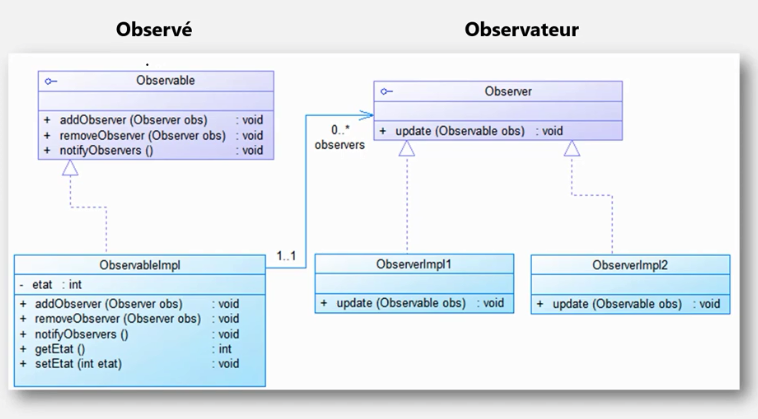 Observé
Observateur
Observable
+ addObserver (Observer obs) : void
+ removeObserver (Observer obs) : void
+ notifyObservers () : void
Observer
+ update (Observable obs) : void
0..*
observers
1..1
ObservableImpl
- etat : int
+ addObserver (Observer obs) : void
+ removeObserver (Observer obs) : void
+ notifyObservers () : void
+ getEtat () : int
+ setEtat (int etat) : void
ObserverImpl1
+ update (Observable obs) : void
ObserverImpl2
+ update (Observable obs) : void